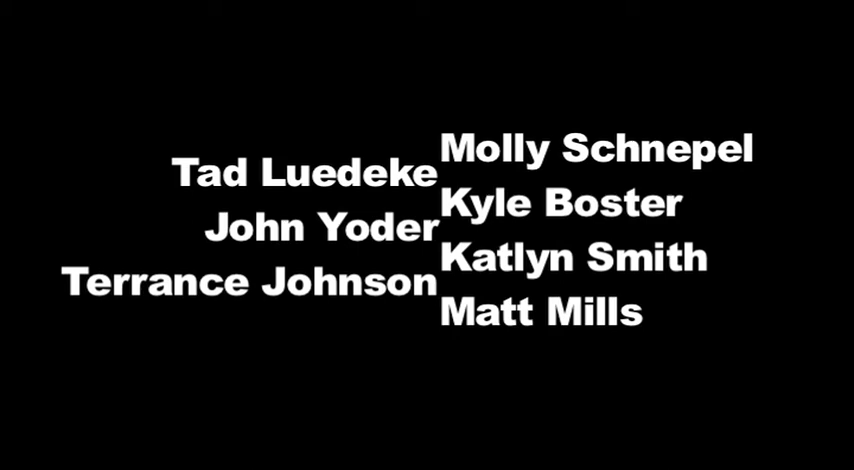 Tad Luedeke
John Yoder
Terrance Johnson
Molly Schnepel
Kyle Boster
Katlyn Smith
Matt Mills